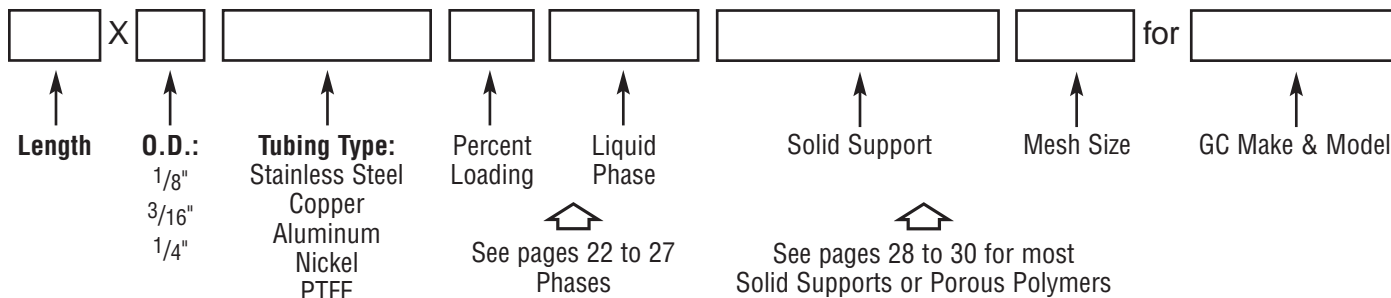 X for
Length O.D.: Tubing Type: Percent Liquid Solid Support Mesh Size GC Make & Model
1/8" Stainless Steel Loading Phase
3/16" Copper
1/4" Aluminum
Nickel
PTFE
See pages 22 to 27
Phases
See pages 28 to 30 for most
Solid Supports or Porous Polymers